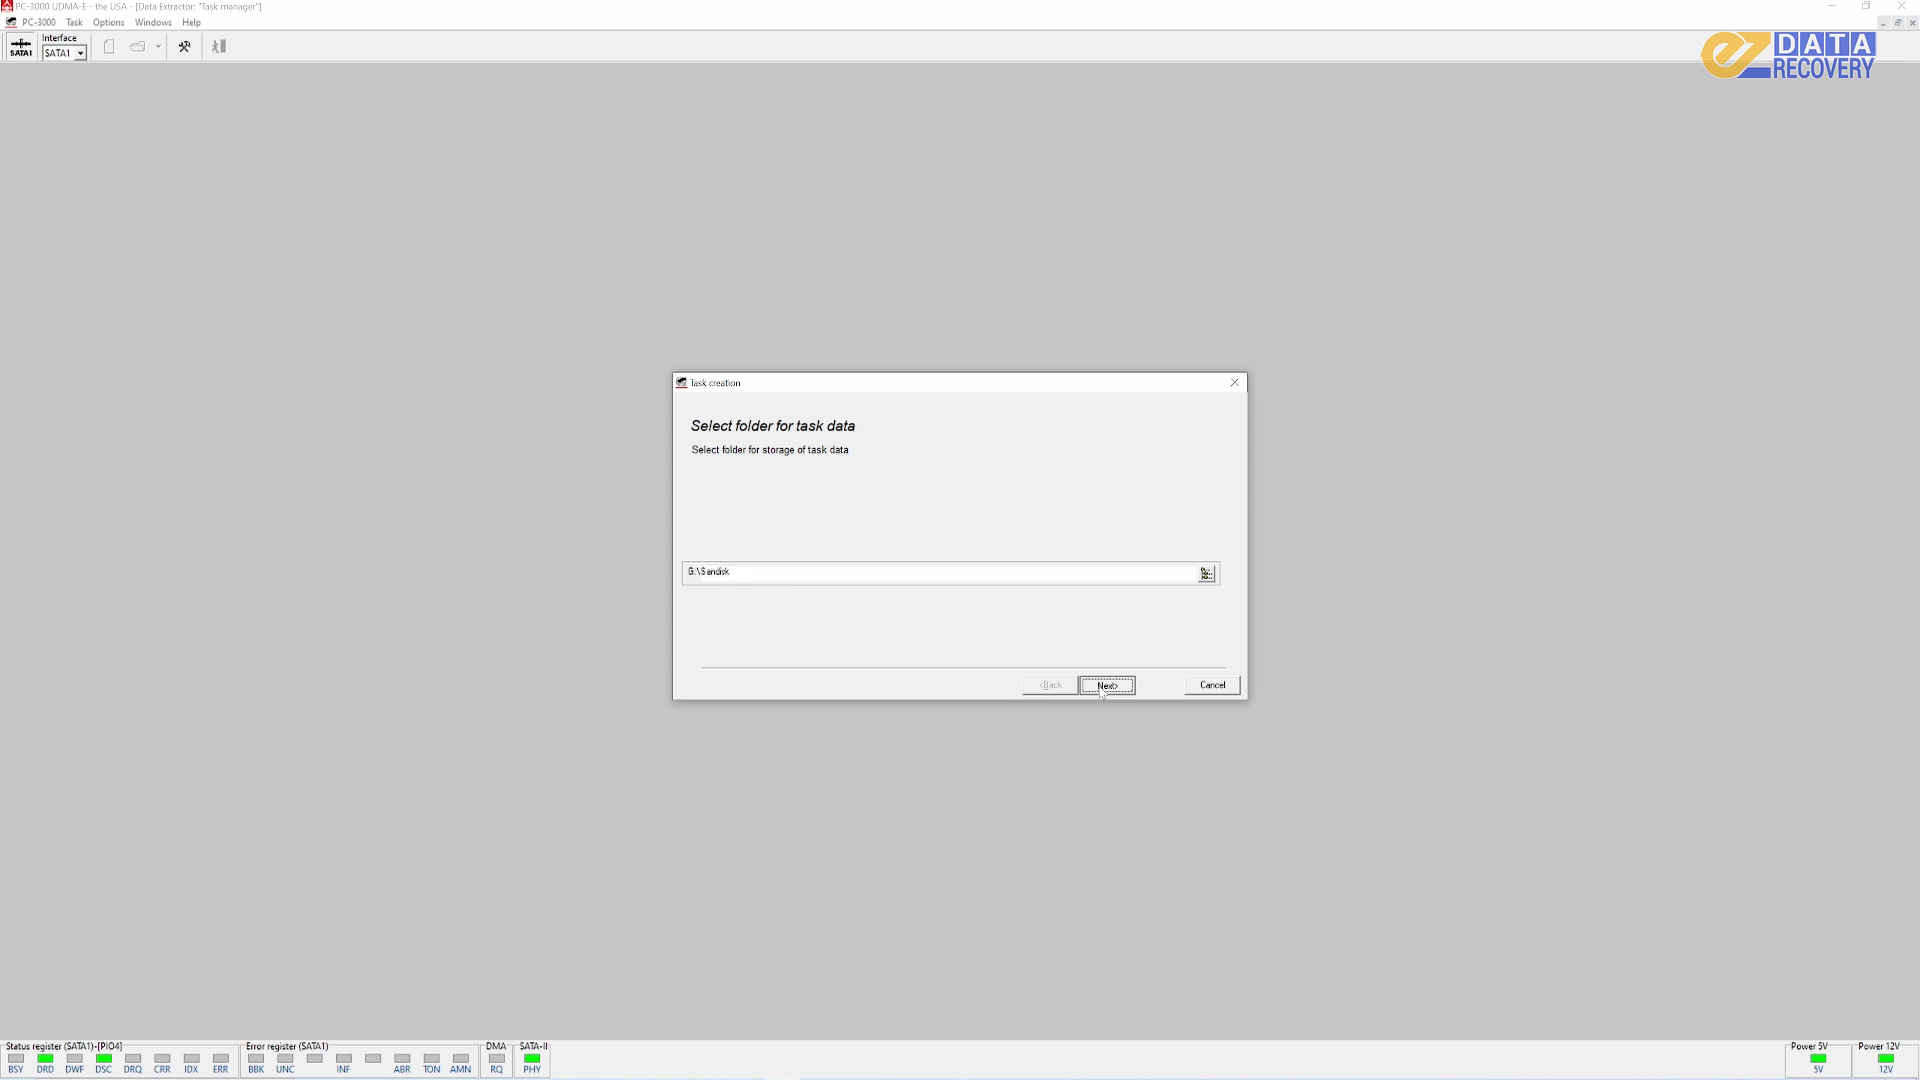 PC-3000 UDMA-E - the USA - [Data Extractor: "Task manager"]
PC-3000 Task Options Windows Help
SATA1
Interface
SATA1
ez DATA RECOVERY
Task creation
Select folder for task data
Select folder for storage of task data
G:\Sandisk
<Back Next> Cancel
Status register (SATA1)-[PIO4] Error register (SATA1) DMA SATA-II Power 5V Power 12V
BSY DRD DWF DSC DRQ CRR IDX ERR BBK UNC INF ABR TON AMN RQ PHY 5V 12V